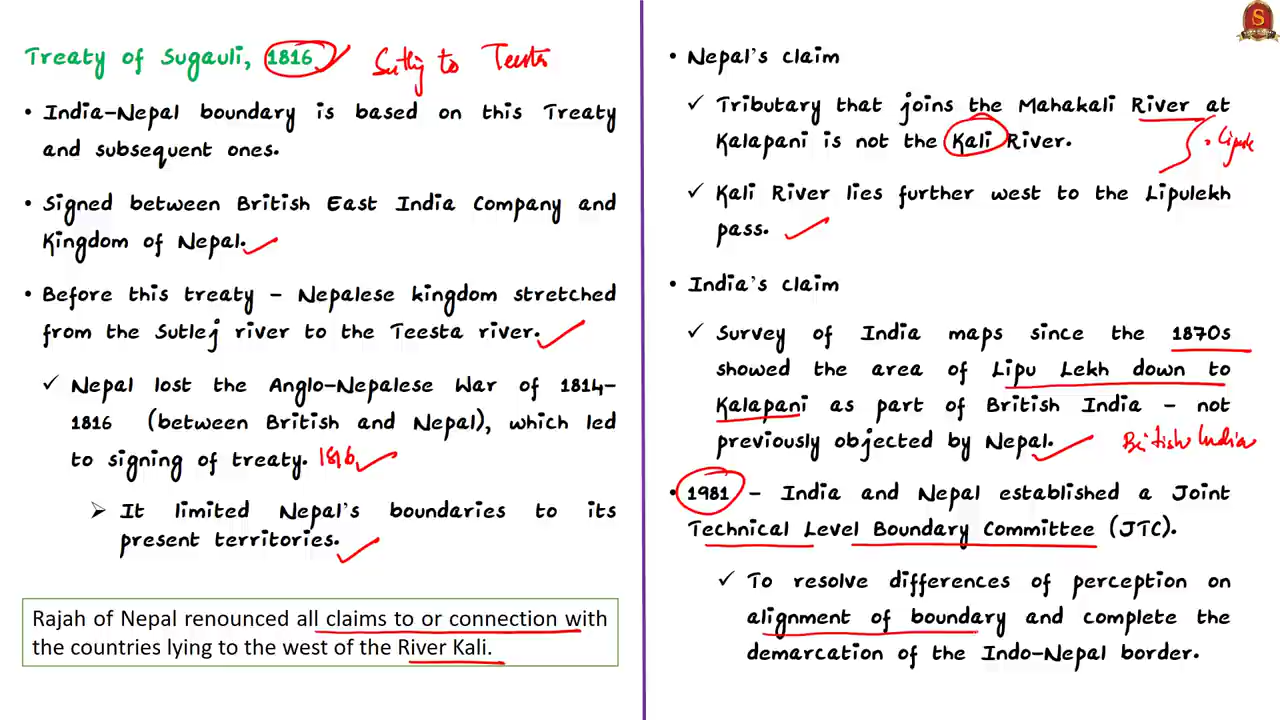 Treaty of Sugauli, 1816 Sutlej to Teesta
• India-Nepal boundary is based on this Treaty
and subsequent ones.
• Signed between British East India Company and
Kingdom of Nepal.
• Before this treaty – Nepalese kingdom stretched
from the Sutlej river to the Teesta river.
✓ Nepal lost the Anglo-Nepalese War of 1814-
1816 (between British and Nepal), which led
to signing of treaty. 1816
➢ It limited Nepal's boundaries to its
present territories.
Rajah of Nepal renounced all claims to or connection with
the countries lying to the west of the River Kali.
• Nepal's claim
✓ Tributary that joins the Mahakali River at
Kalapani is not the Kali River.
✓ Kali River lies further west to the Lipulekh
pass.
• India's claim
✓ Survey of India maps since the 1870s
showed the area of Lipu Lekh down to
Kalapani as part of British India – not
previously objected by Nepal. British India
• 1981 – India and Nepal established a Joint
Technical Level Boundary Committee (JTC).
✓ To resolve differences of perception on
alignment of boundary and complete the
demarcation of the Indo-Nepal border.